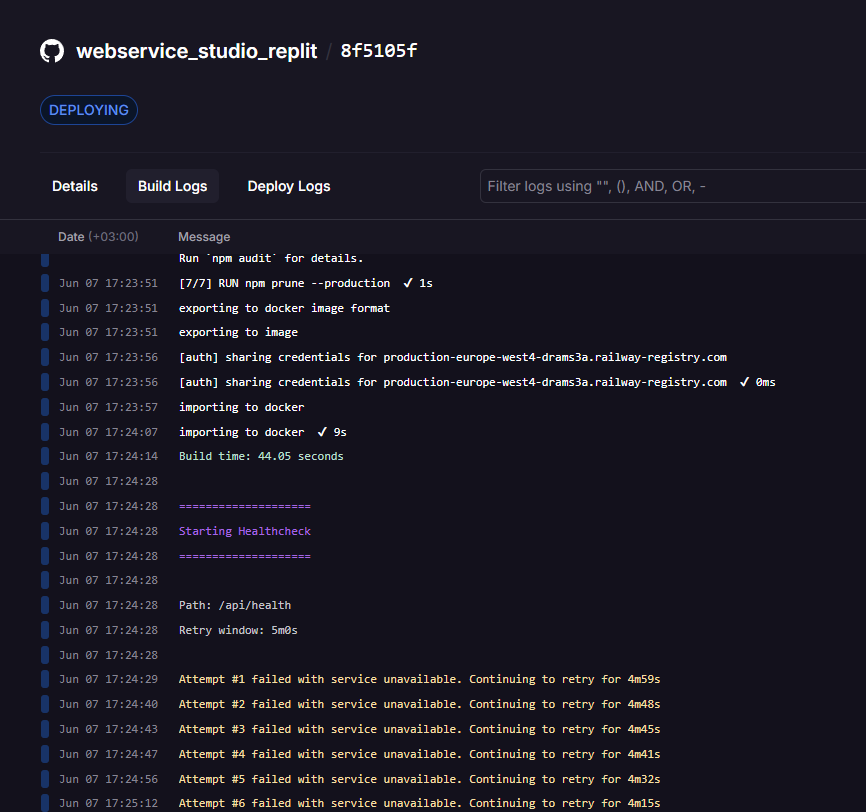 webservice_studio_replit / 8f5105f
DEPLOYING
Details Build Logs Deploy Logs Filter logs using "", (), AND, OR, -
Date (+03:00) Message
Run `npm audit` for details.
Jun 07 17:23:51 [7/7] RUN npm prune --production ✔ 1s
Jun 07 17:23:51 exporting to docker image format
Jun 07 17:23:51 exporting to image
Jun 07 17:23:56 [auth] sharing credentials for production-europe-west4-drams3a.railway-registry.com
Jun 07 17:23:56 [auth] sharing credentials for production-europe-west4-drams3a.railway-registry.com ✔ 0ms
Jun 07 17:23:57 importing to docker
Jun 07 17:24:07 importing to docker ✔ 9s
Jun 07 17:24:14 Build time: 44.05 seconds
Jun 07 17:24:28
Jun 07 17:24:28 ====================
Jun 07 17:24:28 Starting Healthcheck
Jun 07 17:24:28 ====================
Jun 07 17:24:28
Jun 07 17:24:28 Path: /api/health
Jun 07 17:24:28 Retry window: 5m0s
Jun 07 17:24:28
Jun 07 17:24:29 Attempt #1 failed with service unavailable. Continuing to retry for 4m59s
Jun 07 17:24:40 Attempt #2 failed with service unavailable. Continuing to retry for 4m48s
Jun 07 17:24:43 Attempt #3 failed with service unavailable. Continuing to retry for 4m45s
Jun 07 17:24:47 Attempt #4 failed with service unavailable. Continuing to retry for 4m41s
Jun 07 17:24:56 Attempt #5 failed with service unavailable. Continuing to retry for 4m32s
Jun 07 17:25:12 Attempt #6 failed with service unavailable. Continuing to retry for 4m15s